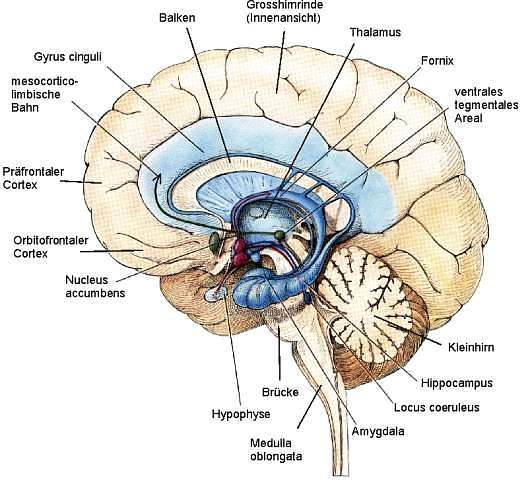 Grosshirnrinde
(Innenansicht)
Balken
Thalamus
Gyrus cinguli
Fornix
mesocortico-
limbische
Bahn
ventrales
tegmentales
Areal
Präfrontaler
Cortex
Orbitofrontaler
Cortex
Nucleus
accumbens
Kleinhirn
Hippocampus
Brücke
Locus coeruleus
Hypophyse
Amygdala
Medulla
oblongata